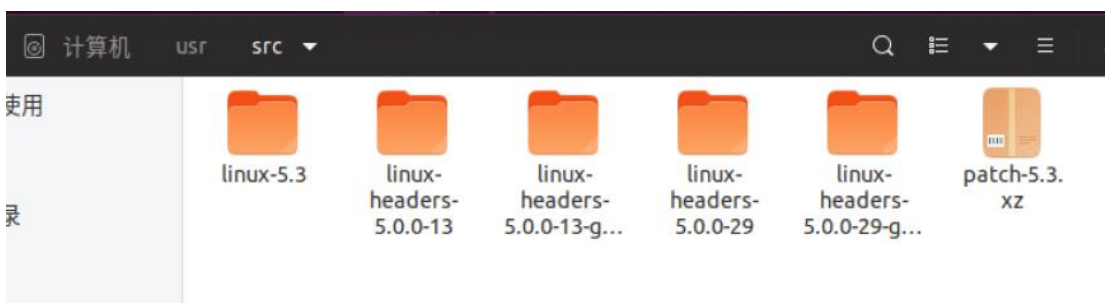 计算机 usr src
使用
linux-5.3
linux-
headers-
5.0.0-13
linux-
headers-
5.0.0-13-g...
linux-
headers-
5.0.0-29
linux-
headers-
5.0.0-29-g...
patch-5.3.
xz
录